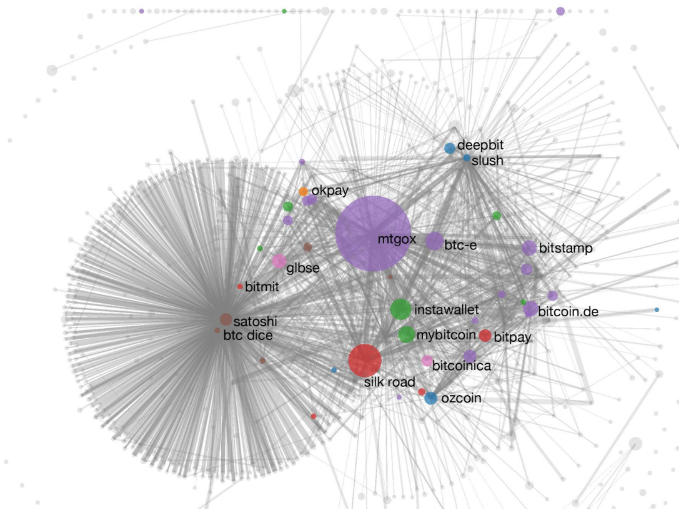 deepbit
slush
okpay
mtgox
btc-e
bitstamp
glbse
bitmit
instawallet
bitcoin.de
satoshi
btc dice
mybitcoin
bitpay
bitcoinica
silk road
ozcoin